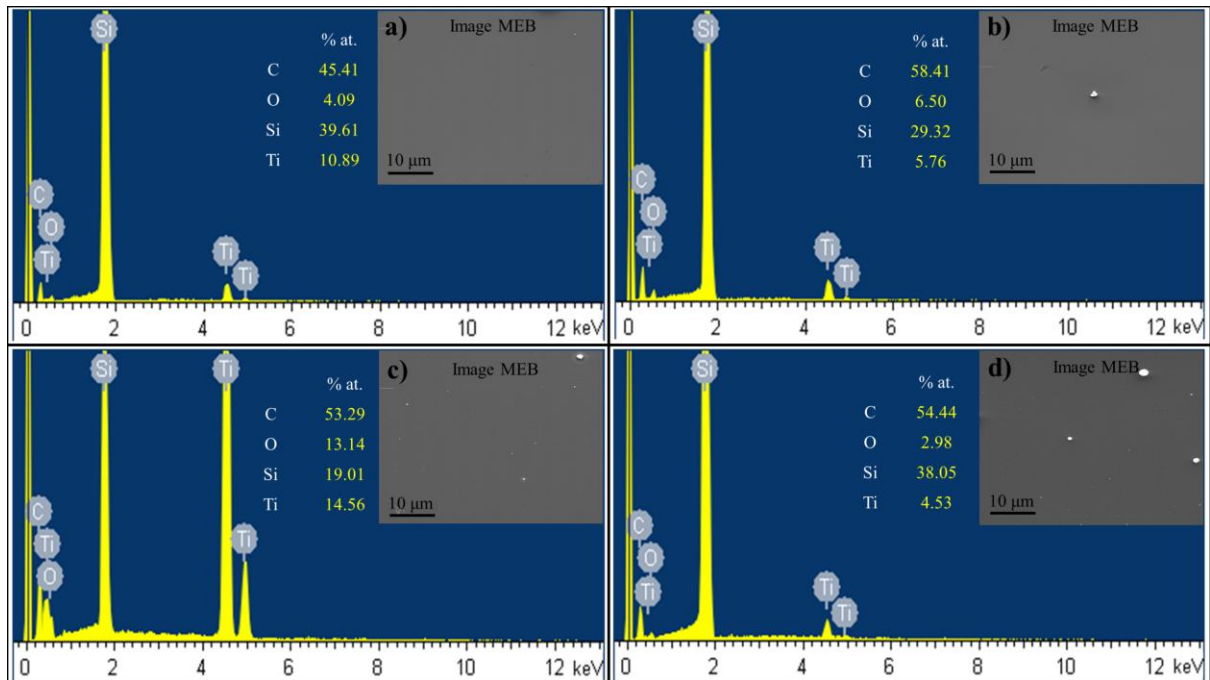 a) Image MEB
Si
% at.
C 45.41
O 4.09
Si 39.61
Ti 10.89
10 µm
C
O
Ti
Ti
Ti
0 2 4 6 8 10 12 keV
b) Image MEB
Si
% at.
C 58.41
O 6.50
Si 29.32
Ti 5.76
10 µm
C
O
Ti
Ti
Ti
0 2 4 6 8 10 12 keV
c) Image MEB
Si
Ti
% at.
C 53.29
O 13.14
Si 19.01
Ti 14.56
10 µm
C
Ti
O
Ti
0 2 4 6 8 10 12 keV
d) Image MEB
Si
% at.
C 54.44
O 2.98
Si 38.05
Ti 4.53
10 µm
C
O
Ti
Ti
Ti
0 2 4 6 8 10 12 keV